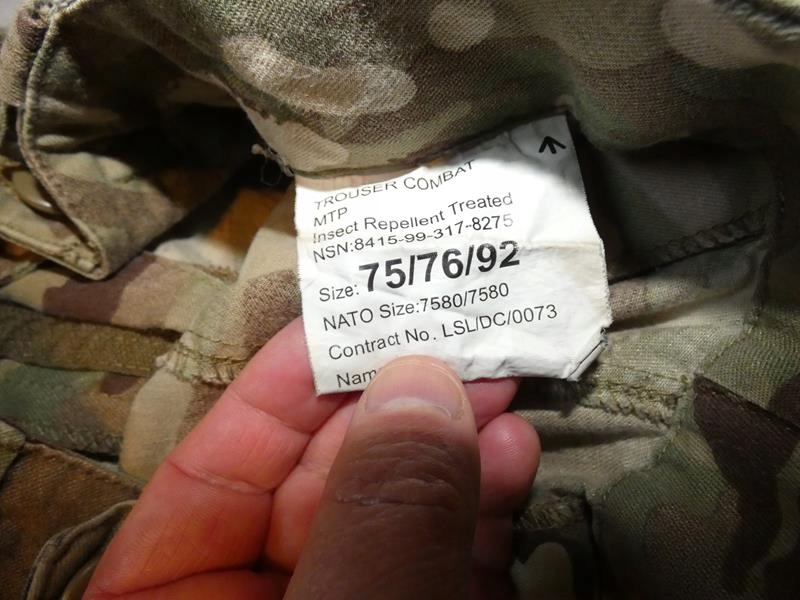 TROUSER COMBAT
MTP
Insect Repellent Treated
NSN:8415-99-317-8275
Size: 75/76/92
NATO Size:7580/7580
Contract No. LSL/DC/0073
Nam